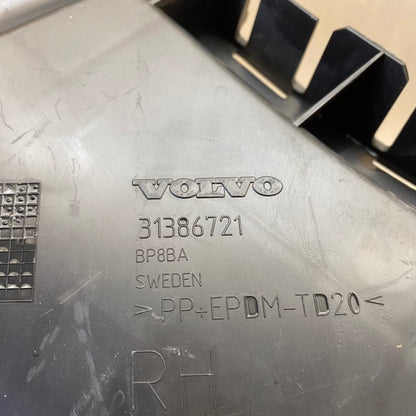 VOLVO
31386721
BP8BA
SWEDEN
>PP+EPDM-TD20<
RH